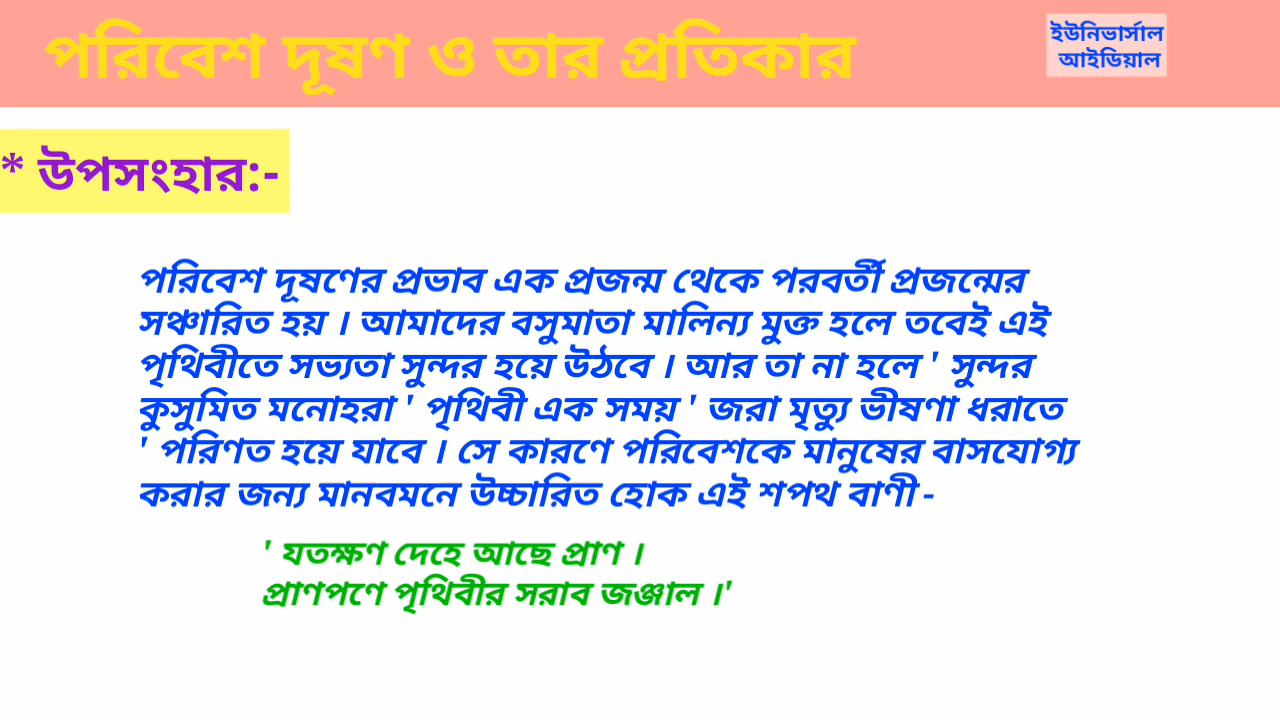 পরিবেশ দূষণ ও তার প্রতিকার
ইউনিভার্সাল
আইডিয়াল
* উপসংহার:-
পরিবেশ দূষণের প্রভাব এক প্রজন্ম থেকে পরবর্তী প্রজন্মের
সঞ্চারিত হয় । আমাদের বসুমাতা মালিন্য মুক্ত হলে তবেই এই
পৃথিবীতে সভ্যতা সুন্দর হয়ে উঠবে । আর তা না হলে ' সুন্দর
কুসুমিত মনোহরা ' পৃথিবী এক সময় ' জরা মৃত্যু ভীষণা ধরাতে
' পরিণত হয়ে যাবে । সে কারণে পরিবেশকে মানুষের বাসযোগ্য
করার জন্য মানবমনে উচ্চারিত হোক এই শপথ বাণী -
' যতক্ষণ দেহে আছে প্রাণ ।
প্রাণপণে পৃথিবীর সরাব জঞ্জাল ।'